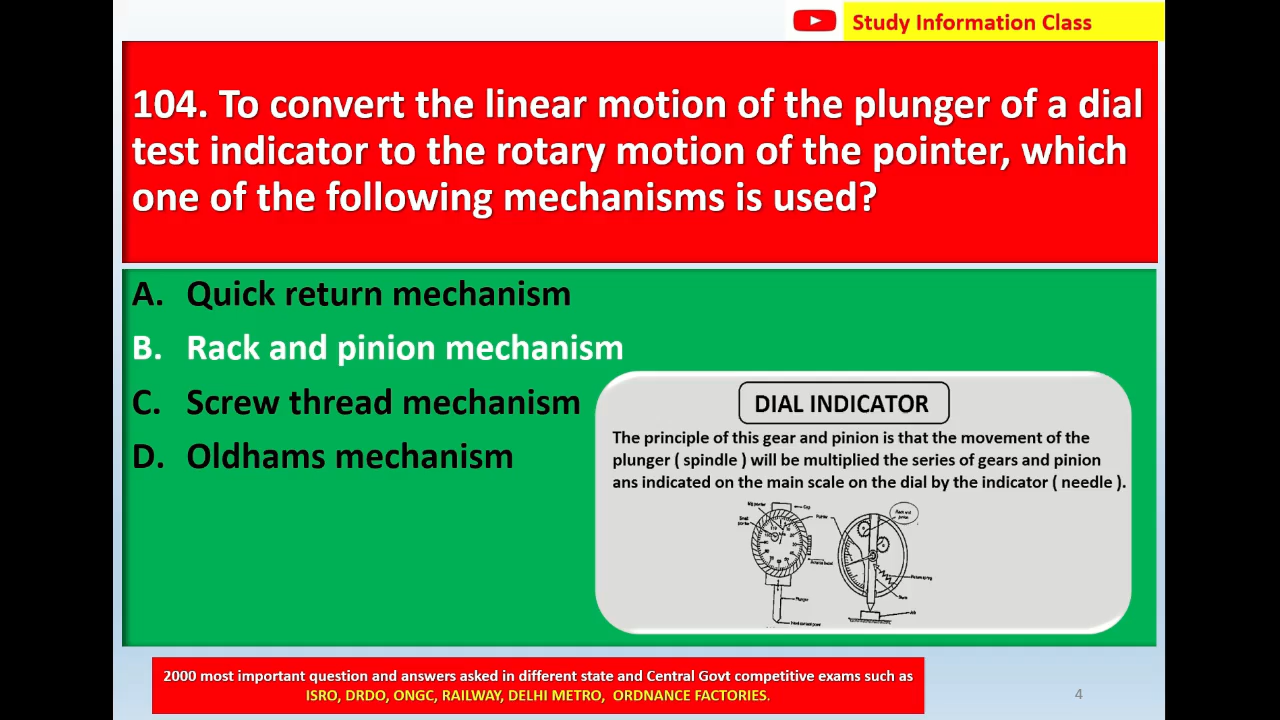 Study Information Class
104. To convert the linear motion of the plunger of a dial
test indicator to the rotary motion of the pointer, which
one of the following mechanisms is used?
A. Quick return mechanism
B. Rack and pinion mechanism
C. Screw thread mechanism
D. Oldhams mechanism
DIAL INDICATOR
The principle of this gear and pinion is that the movement of the
plunger ( spindle ) will be multiplied the series of gears and pinion
ans indicated on the main scale on the dial by the indicator ( needle ).
Pointer
Plunger
2000 most important question and answers asked in different state and Central Govt competitive exams such as
ISRO, DRDO, ONGC, RAILWAY, DELHI METRO, ORDNANCE FACTORIES.
4